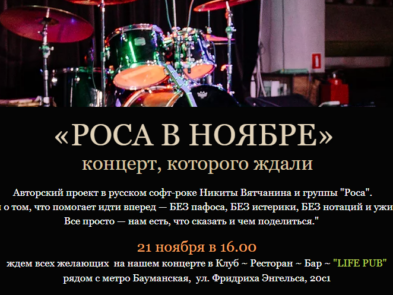 «РОСА В НОЯБРЕ»
концерт, которого ждали
Авторский проект в русском софт-роке Никиты Вятчанина и группы "Роса".
о том, что помогает идти вперед — БЕЗ пафоса, БЕЗ истерики, БЕЗ нотаций и
Все просто — нам есть, что сказать и чем поделиться."
21 ноября в 16.00
ждем всех желающих на нашем концерте в Клуб ~ Ресторан ~ Бар ~ "LIFE PUB"
рядом с метро Бауманская, ул. Фридриха Энгельса, 20с1